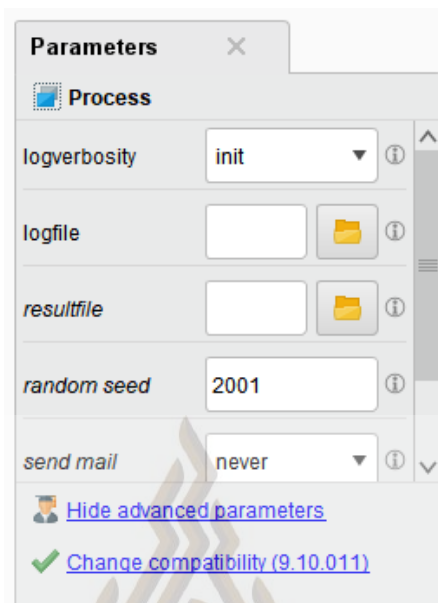 Parameters
Process
logverbosity init
logfile
resultfile
random seed 2001
send mail never
Hide advanced parameters
Change compatibility (9.10.011)